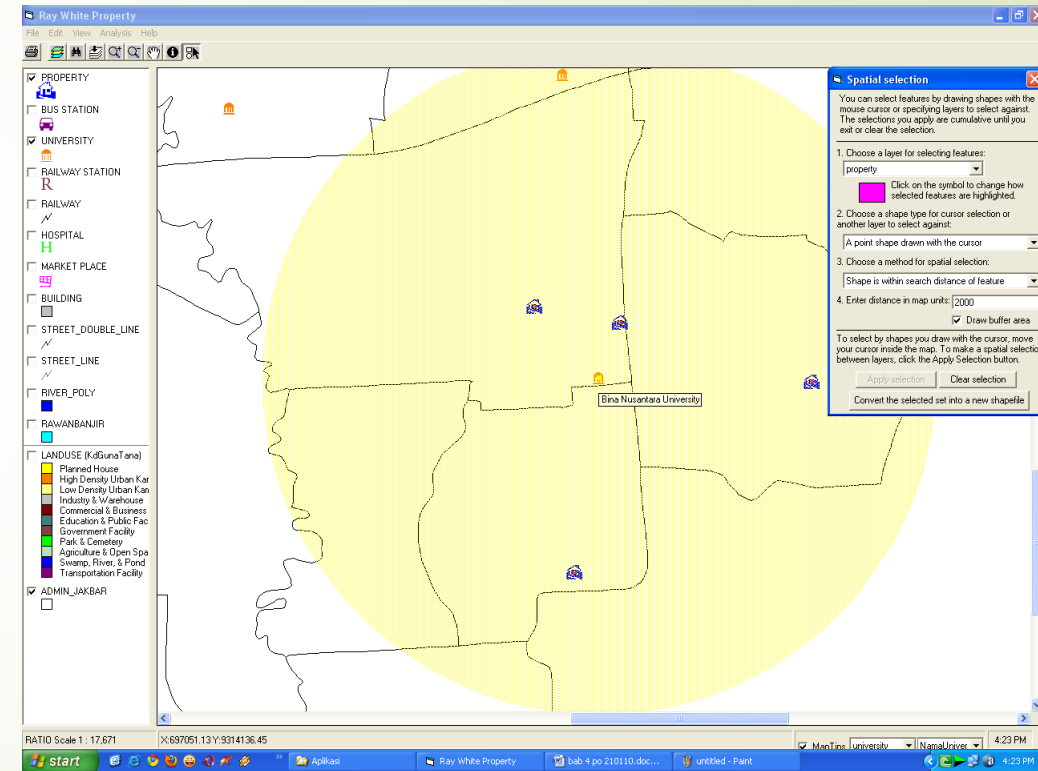 Ray White Property
File Edit View Analysis Help
PROPERTY
BUS STATION
UNIVERSITY
RAILWAY STATION
R
RAILWAY
HOSPITAL
H
MARKET PLACE
BUILDING
STREET_DOUBLE_LINE
STREET_LINE
RIVER_POLY
RAWANBANJIR
LANDUSE (KdGunaTana)
Planned House
High Density Urban Kar
Low Density Urban Kan
Industry & Warehouse
Commercial & Business
Education & Public Fac
Government Facility
Park & Cemetery
Agriculture & Open Spa
Swamp, River, & Pond
Transportation Facility
ADMIN_JAKBAR
Bina Nusantara University
Spatial selection
You can select features by drawing shapes with the
mouse cursor or specifying layers to select against.
The selections you apply are cumulative until you
exit or clear the selection.
1. Choose a layer for selecting features:
property
Click on the symbol to change how
selected features are highlighted.
2. Choose a shape type for cursor selection or
another layer to select against:
A point shape drawn with the cursor
3. Choose a method for spatial selection:
Shape is within search distance of feature
4. Enter distance in map units: 2000
Draw buffer area
To select by shapes you draw with the cursor, move
your cursor inside the map. To make a spatial selectio
between layers, click the Apply Selection button.
Apply selection Clear selection
Convert the selected set into a new shapefile
RATIO Scale 1 : 17,671 X:697051.13 Y:9314136.45 MapTips university NamaUniver 4:23 PM
start Aplikasi Ray White Property bab 4 po 210110.doc... untitled - Paint 4:23 PM